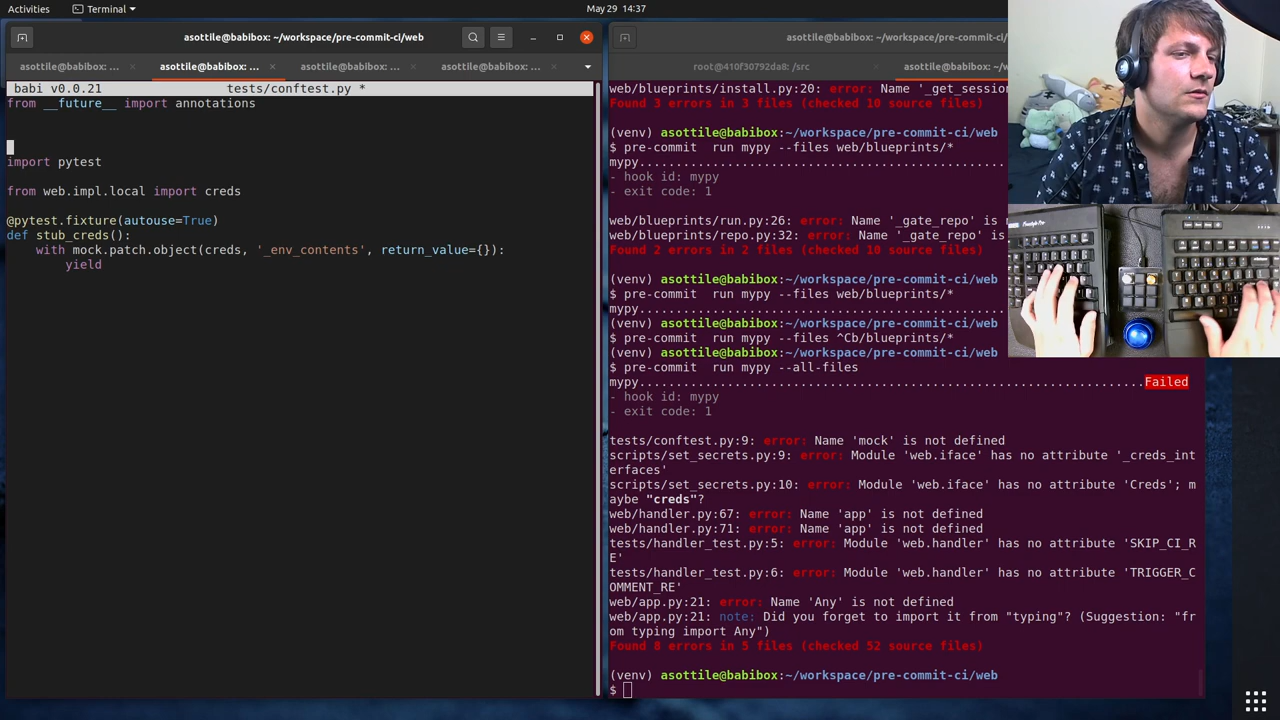 Activities
Terminal
May 29 14:37
asottile@babibox: ~/workspace/pre-commit-ci/web
asottile@babibox: ~/workspace/pre-commit-ci/
asottile@babibox: ...
asottile@babibox: ...
asottile@babibox: ...
asottile@babibox: ...
root@410f30792da8: /src
asottile@babibox: ~/w
babi v0.0.21 tests/conftest.py *
from __future__ import annotations
import pytest
from web.impl.local import creds
@pytest.fixture(autouse=True)
def stub_creds():
    with mock.patch.object(creds, '_env_contents', return_value={}):
        yield
web/blueprints/install.py:20: error: Name '_get_sessi
Found 3 errors in 3 files (checked 10 source files)
(venv) asottile@babibox:~/workspace/pre-commit-ci/web
$ pre-commit  run mypy --files web/blueprints/*
mypy......................................................
- hook id: mypy
- exit code: 1
web/blueprints/run.py:26: error: Name '_gate_repo' is n
web/blueprints/repo.py:32: error: Name '_gate_repo' is
Found 2 errors in 2 files (checked 10 source files)
(venv) asottile@babibox:~/workspace/pre-commit-ci/web
$ pre-commit  run mypy --files web/blueprints/*
mypy......................................................
(venv) asottile@babibox:~/workspace/pre-commit-ci/web
$ pre-commit  run mypy --files ^Cb/blueprints/*
(venv) asottile@babibox:~/workspace/pre-commit-ci/web
$ pre-commit  run mypy --all-files
mypy.....................................................................Failed
- hook id: mypy
- exit code: 1
tests/conftest.py:9: error: Name 'mock' is not defined
scripts/set_secrets.py:9: error: Module 'web.iface' has no attribute '_creds_int
erfaces'
scripts/set_secrets.py:10: error: Module 'web.iface' has no attribute 'Creds'; m
aybe "creds"?
web/handler.py:67: error: Name 'app' is not defined
web/handler.py:71: error: Name 'app' is not defined
tests/handler_test.py:5: error: Module 'web.handler' has no attribute 'SKIP_CI_R
E'
tests/handler_test.py:6: error: Module 'web.handler' has no attribute 'TRIGGER_C
OMMENT_RE'
web/app.py:21: error: Name 'Any' is not defined
web/app.py:21: note: Did you forget to import it from "typing"? (Suggestion: "fr
om typing import Any")
Found 8 errors in 5 files (checked 52 source files)
(venv) asottile@babibox:~/workspace/pre-commit-ci/web
$